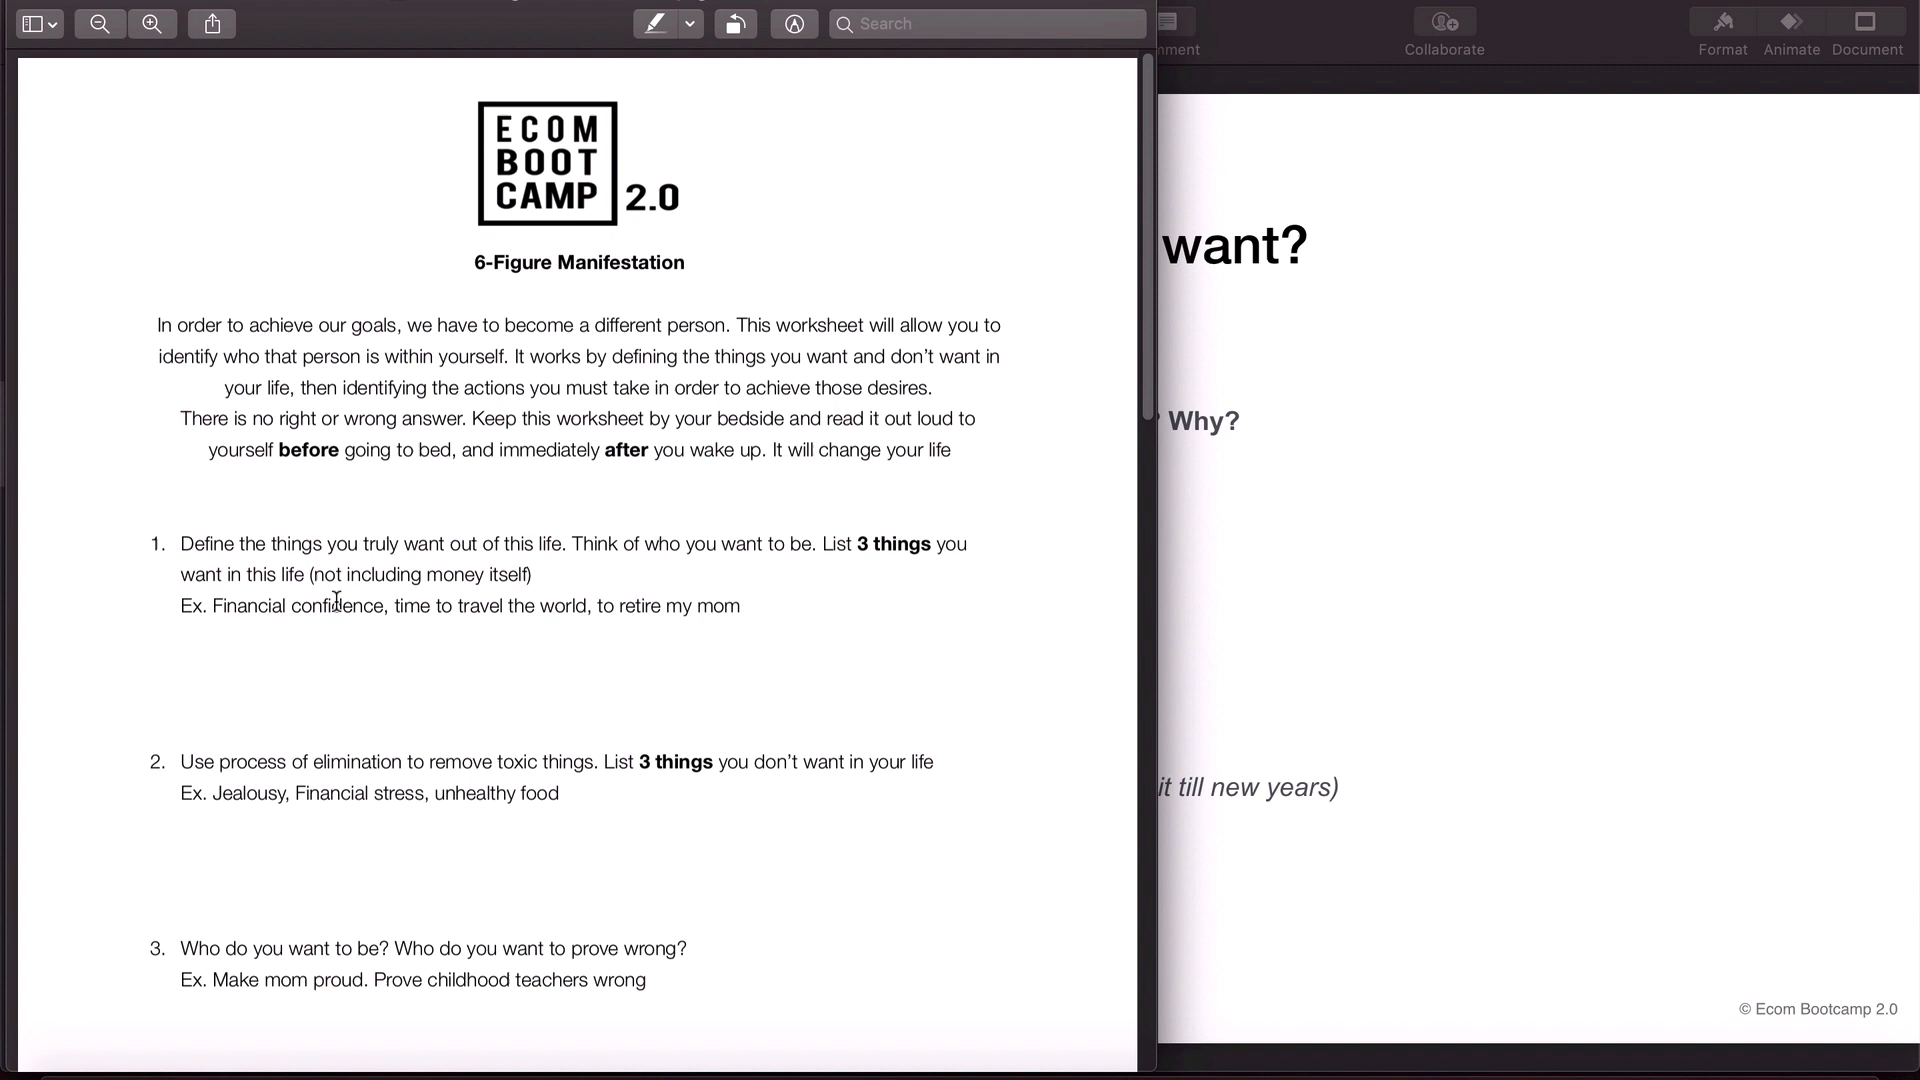 Search
mment
Collaborate
Format
Animate
Document
ECOM
BOOT
CAMP 2.0
6-Figure Manifestation
In order to achieve our goals, we have to become a different person. This worksheet will allow you to
identify who that person is within yourself. It works by defining the things you want and don’t want in
your life, then identifying the actions you must take in order to achieve those desires.
There is no right or wrong answer. Keep this worksheet by your bedside and read it out loud to
yourself before going to bed, and immediately after you wake up. It will change your life
1. Define the things you truly want out of this life. Think of who you want to be. List 3 things you
want in this life (not including money itself)
Ex. Financial confidence, time to travel the world, to retire my mom
2. Use process of elimination to remove toxic things. List 3 things you don’t want in your life
Ex. Jealousy, Financial stress, unhealthy food
3. Who do you want to be? Who do you want to prove wrong?
Ex. Make mom proud. Prove childhood teachers wrong
want?
? Why?
it till new years)
© Ecom Bootcamp 2.0